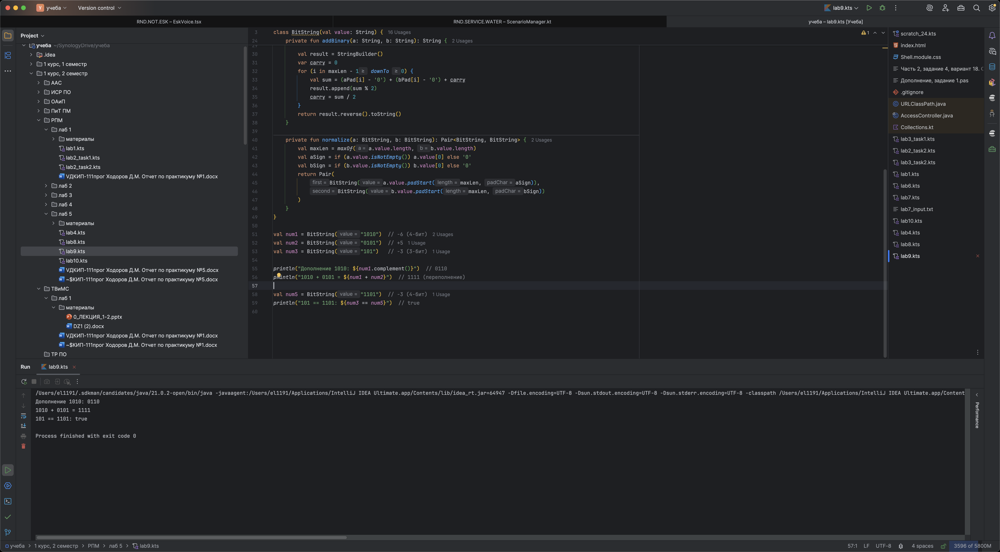 учеба
Version control
lab9.kts
RND.NOT.ESK – EskVoice.tsx
RND.SERVICE.WATER – ScenarioManager.kt
учеба – lab9.kts [Учеба]
Project
учеба ~/SynologyDrive/учеба
.idea
1 курс, 1 семестр
1 курс, 2 семестр
ААС
ИСР ПО
ОАиП
ПиТ ПМ
РПМ
лаб 1
материалы
lab1.kts
lab2_task1.kts
lab2_task2.kts
УДКИП-111прог Ходоров Д.М. Отчет по практикуму №1.docx
лаб 2
лаб 3
лаб 4
лаб 5
материалы
lab4.kts
lab8.kts
lab9.kts
lab10.kts
УДКИП-111прог Ходоров Д.М. Отчет по практикуму №5.docx
~$КИП-111прог Ходоров Д.М. Отчет по практикуму №5.docx
ТВиМС
лаб 1
материалы
0_ЛЕКЦИЯ_1-2.pptx
DZ1 (2).docx
УДКИП-111прог Ходоров Д.М. Отчет по практикуму №1.docx
~$КИП-111прог Ходоров Д.М. Отчет по практикуму №1.docx
ТР ПО
3 class BitString(val value: String) { 16 Usages
24 private fun addBinary(a: String, b: String): String { 2 Usages
29
30 val result = StringBuilder()
31 var carry = 0
32 for (i in maxLen - 1 ≥ downTo ≥ 0) {
33 val sum = (aPad[i] - '0') + (bPad[i] - '0') + carry
34 result.append(sum % 2)
35 carry = sum / 2
36 }
37 return result.reverse().toString()
38 }
39
40 private fun normalize(a: BitString, b: BitString): Pair<BitString, BitString> { 2 Usages
41 val maxLen = maxOf( a = a.value.length, b = b.value.length)
42 val aSign = if (a.value.isNotEmpty()) a.value[0] else '0'
43 val bSign = if (b.value.isNotEmpty()) b.value[0] else '0'
44 return Pair(
45 first = BitString( value = a.value.padStart( length = maxLen, padChar = aSign)),
46 second = BitString( value = b.value.padStart( length = maxLen, padChar = bSign))
47 )
48 }
49 }
50
51 val num1 = BitString( value = "1010") // -6 (4-бит) 2 Usages
52 val num2 = BitString( value = "0101") // +5 1 Usage
53 val num3 = BitString( value = "101") // -3 (3-бит) 1 Usage
54
55 println("Дополнение 1010: ${num1.complement()}") // 0110
56 println("1010 + 0101 = ${num1 + num2}") // 1111 (переполнение)
57
58 val num5 = BitString( value = "1101") // -3 (4-бит) 1 Usage
59 println("101 == 1101: ${num3 == num5}") // true
60
1
scratch_24.kts
index.html
Shell.module.css
Часть 2, задание 4, вариант 18.
Дополнение, задание 1.pas
.gitignore
URLClassPath.java
AccessController.java
Collections.kt
lab3_task1.kts
lab2_task2.kts
lab3_task2.kts
lab1.kts
lab6.kts
lab7.kts
lab7_input.txt
lab10.kts
lab4.kts
lab8.kts
lab9.kts
Run lab9.kts
/Users/el1191/.sdkman/candidates/java/21.0.2-open/bin/java -javaagent:/Users/el1191/Applications/IntelliJ IDEA Ultimate.app/Contents/lib/idea_rt.jar=64947 -Dfile.encoding=UTF-8 -Dsun.stdout.encoding=UTF-8 -Dsun.stderr.encoding=UTF-8 -classpath /Users/el1191/Applications/IntelliJ IDEA Ultimate.app/Content
Дополнение 1010: 0110
1010 + 0101 = 1111
101 == 1101: true
Process finished with exit code 0
Performance
учеба > 1 курс, 2 семестр > РПМ > лаб 5 > lab9.kts
57:1 LF UTF-8 4 spaces 3596 of 5800M